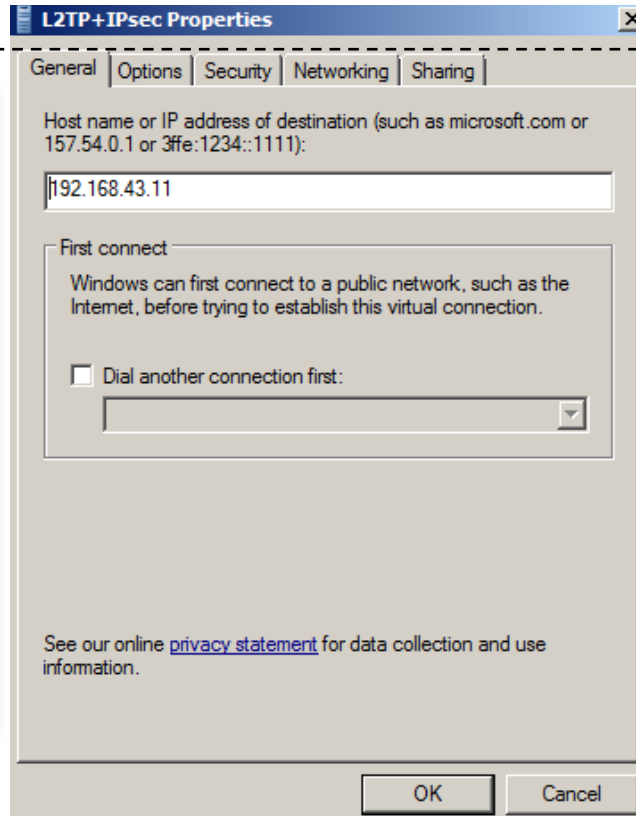 L2TP+IPsec Properties
General Options Security Networking Sharing
Host name or IP address of destination (such as microsoft.com or
157.54.0.1 or 3ffe:1234::1111):
192.168.43.11
First connect
Windows can first connect to a public network, such as the
Internet, before trying to establish this virtual connection.
Dial another connection first:
See our online privacy statement for data collection and use
information.
OK Cancel